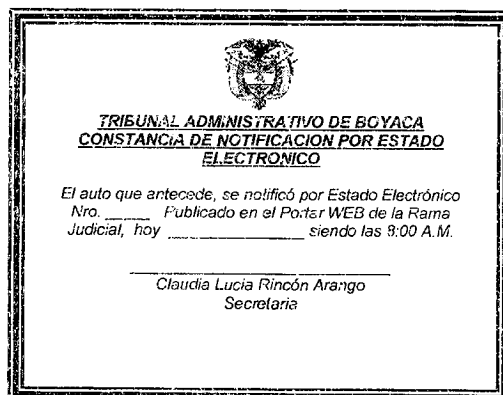 TRIBUNAL ADMINISTRATIVO DE BOYACA
CONSTANCIA DE NOTIFICACION POR ESTADO
ELECTRONICO
El auto que antecede, se notificó por Estado Electrónico
Nro. _____ Publicado en el Portal WEB de la Rama
Judicial, hoy ______________ siendo las 8:00 A.M.
Claudia Lucia Rincón Arango
Secretaria